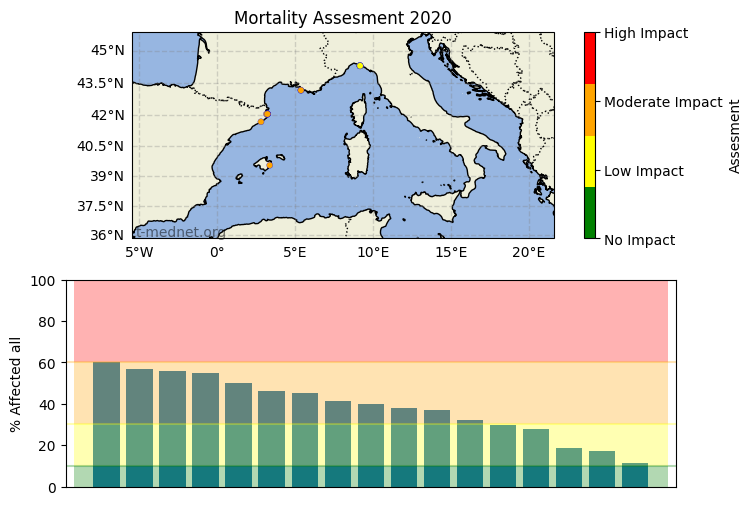 Mortality Assesment 2020
45°N
43.5°N
42°N
40.5°N
39°N
37.5°N
36°N
5°W
0°
5°E
10°E
15°E
20°E
t-mednet.org
High Impact
Moderate Impact
Low Impact
No Impact
Assesment
100
80
60
40
20
0
% Affected all